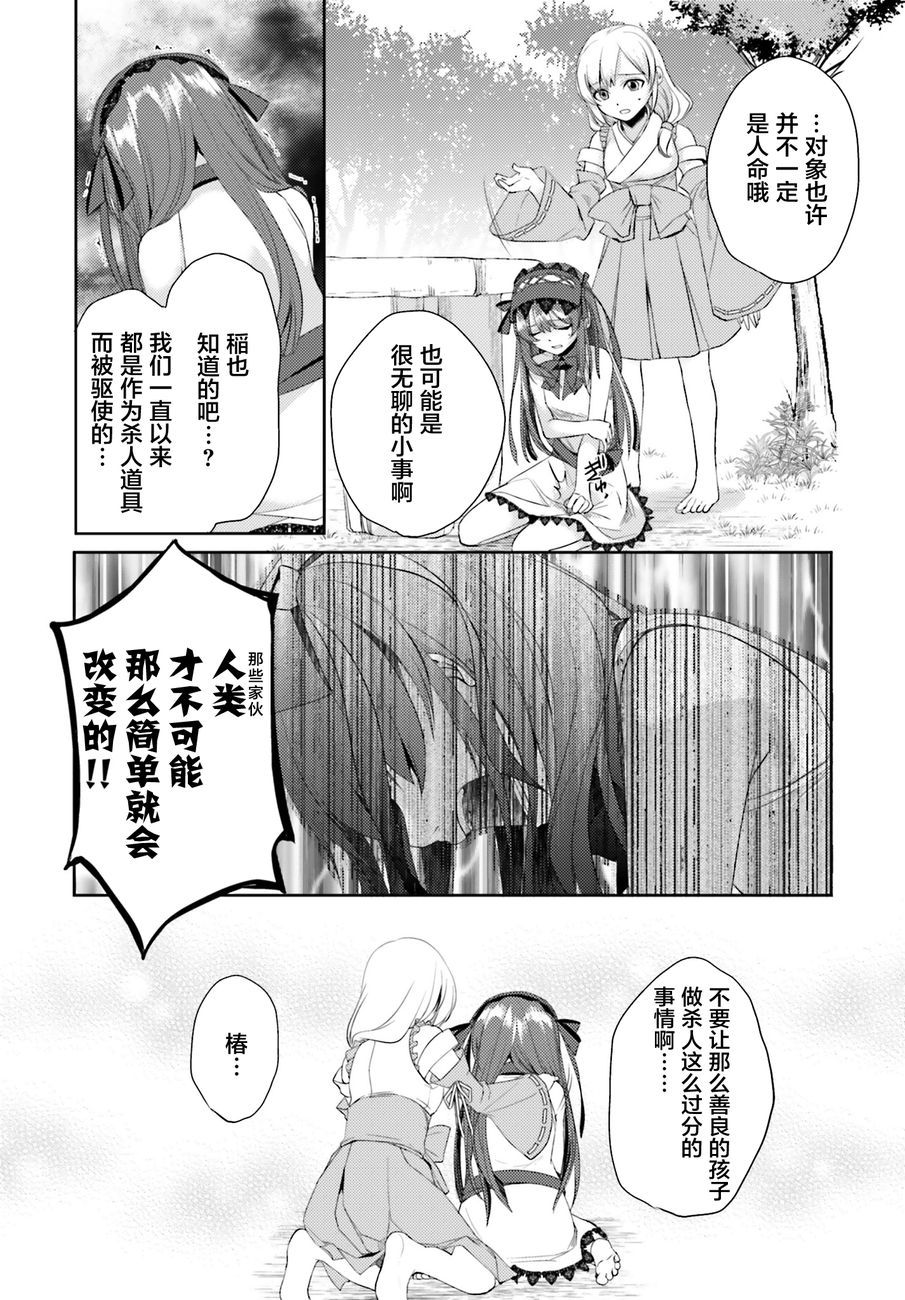 …对象也许
并不一定
是人命哦
也可能是
很无聊的
小事啊
ぎゅ
稲也
知道的吧…?
我们一直以来
都是作为杀人道具
而被驱使的…
那些家伙
人类
才不可能
那么简单就会
改变的!!
不要让那么善良的孩子
做杀人这么过分的
事情啊……
椿…